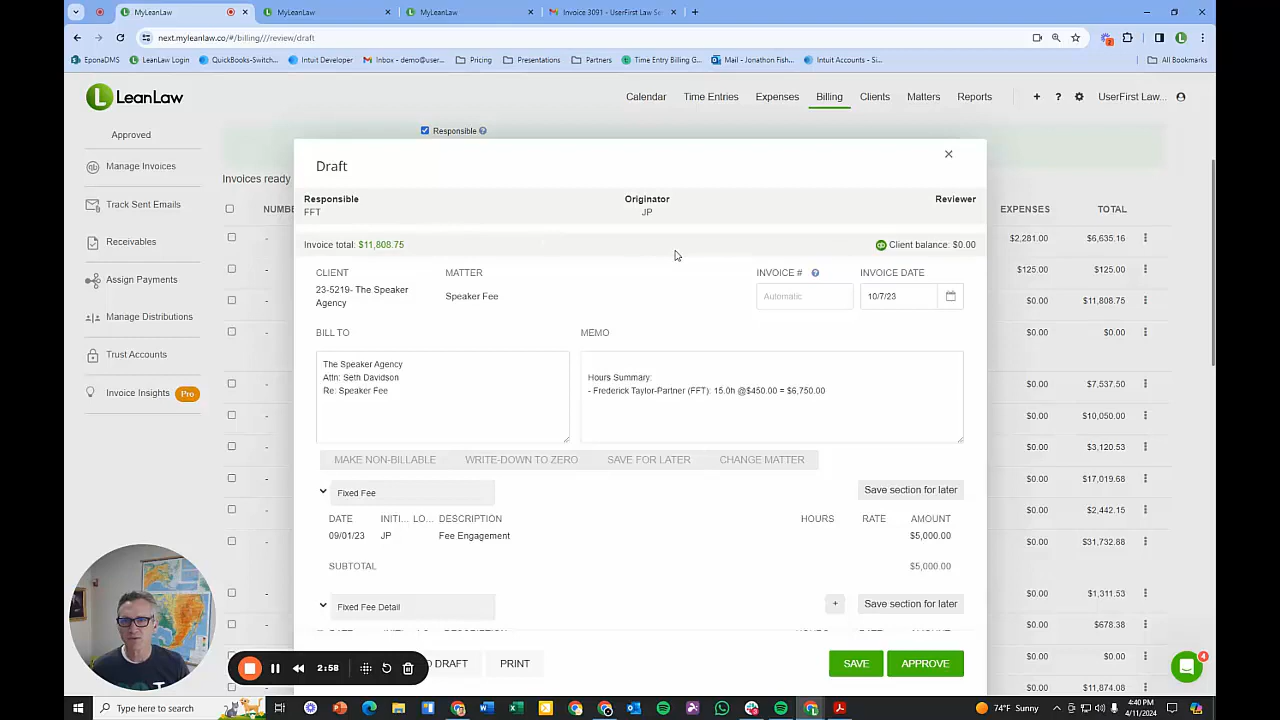 MyLeanLaw
MyLeanLaw
MyLeanLaw
Invoice 3091 - UserFirst Law Se
next.myleanlaw.co/#/billing///review/draft
EponaDMS
LeanLaw Login
QuickBooks-Switch...
Intuit Developer
Inbox - demo@user...
Pricing
Presentations
Partners
Time Entry Billing G...
Mail - Jonathon Fish...
Intuit Accounts - Si...
All Bookmarks
LeanLaw
Calendar
Time Entries
Expenses
Billing
Clients
Matters
Reports
+
?
UserFirst Law...
Approved
Manage Invoices
Track Sent Emails
Receivables
Assign Payments
Manage Distributions
Trust Accounts
Invoice Insights Pro
Responsible
Invoices ready
NUMB
EXPENSES TOTAL
- $2,281.00 $6,635.16
- $125.00 $125.00
- $0.00 $11,808.75
- $0.00 $0.00
- $0.00 $7,537.50
- $0.00 $10,050.00
- $0.00 $3,120.53
- $0.00 $17,019.68
- $0.00 $2,442.15
- $0.00 $31,732.88
- $0.00 $1,311.53
- $0.00 $678.38
- $0.00 $0.00
- $0.00 $11,874.08
Draft
Responsible Originator Reviewer
FFT JP
Invoice total: $11,808.75 qb Client balance: $0.00
CLIENT MATTER INVOICE # ? INVOICE DATE
23-5219- The Speaker
Agency
Speaker Fee
Automatic
10/7/23
BILL TO MEMO
The Speaker Agency
Attn: Seth Davidson
Re: Speaker Fee
Hours Summary:
- Frederick Taylor-Partner (FFT): 15.0h @$450.00 = $6,750.00
MAKE NON-BILLABLE WRITE-DOWN TO ZERO SAVE FOR LATER CHANGE MATTER
Fixed Fee Save section for later
DATE INITI... LO... DESCRIPTION HOURS RATE AMOUNT
09/01/23 JP Fee Engagement $5,000.00
SUBTOTAL $5,000.00
Fixed Fee Detail + Save section for later
DRAFT PRINT SAVE APPROVE
2:58
4
Type here to search
74°F Sunny
4:40 PM
4/11/2024